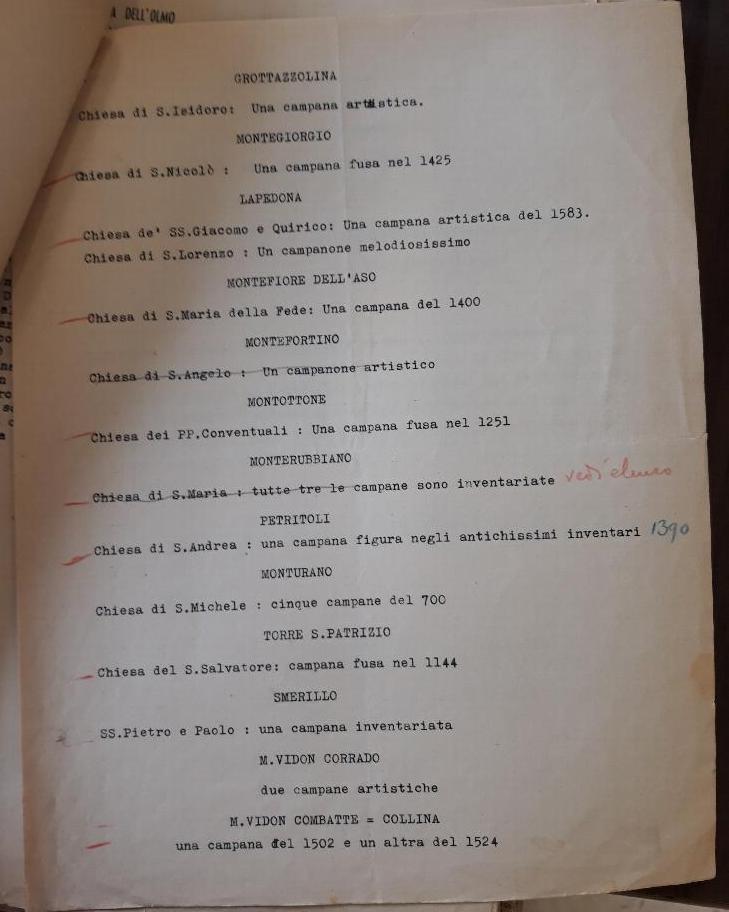 A DELL'OLMO
GROTTAZZOLINA
Chiesa di S.Isidoro: Una campana artistica.
MONTEGIORGIO
Chiesa di S.Nicolò : Una campana fusa nel 1425
LAPEDONA
Chiesa de' SS.Giacomo e Quirico: Una campana artistica del 1583.
Chiesa di S.Lorenzo : Un campanone melodiosissimo
MONTEFIORE DELL'ASO
Chiesa di S.Maria della Fede: Una campana del 1400
MONTEFORTINO
Chiesa di S.Angelo : Un campanone artistico
MONTOTTONE
Chiesa dei PP.Conventuali : Una campana fusa nel 1251
MONTERUBBIANO
Chiesa di S.Maria : tutte tre le campane sono inventariate vedi elenco
PETRITOLI
Chiesa di S.Andrea : una campana figura negli antichissimi inventari 1390
MONTURANO
Chiesa di S.Michele : cinque campane del 700
TORRE S.PATRIZIO
Chiesa del S.Salvatore: campana fusa nel 1144
SMERILLO
SS.Pietro e Paolo : una campana inventariata
M.VIDON CORRADO
due campane artistiche
M.VIDON COMBATTE = COLLINA
una campana del 1502 e un altra del 1524